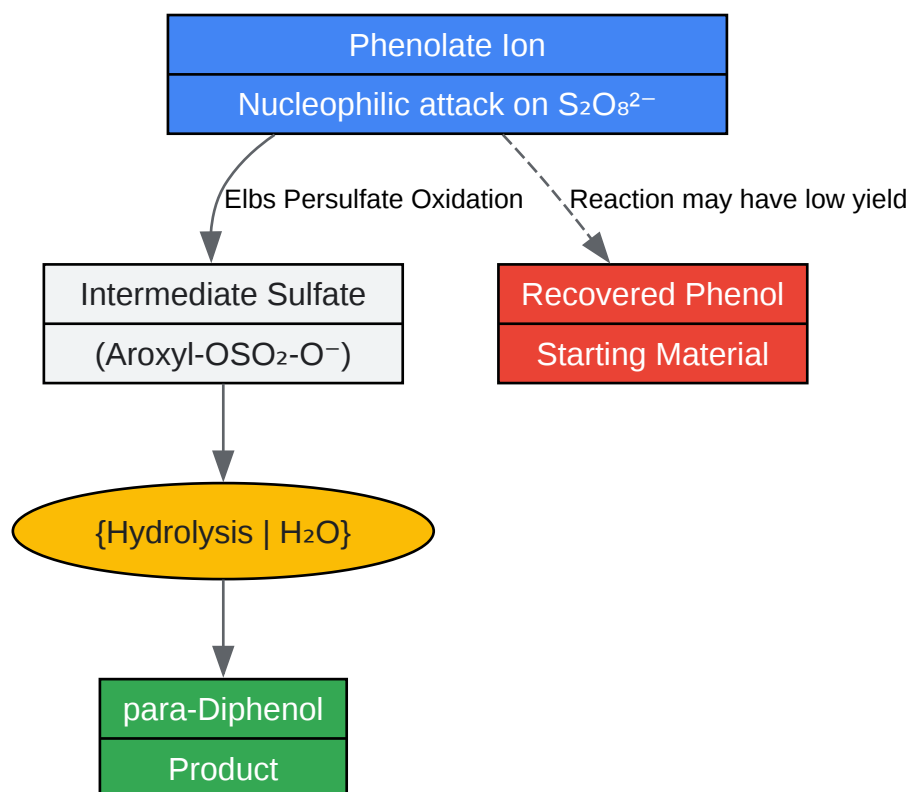 Phenolate Ion
Nucleophilic attack on S₂O₈²⁻
Elbs Persulfate Oxidation
Reaction may have low yield
Intermediate Sulfate
(Aroxyl-OSO₂-O⁻)
Recovered Phenol
Starting Material
{Hydrolysis | H₂O}
para-Diphenol
Product